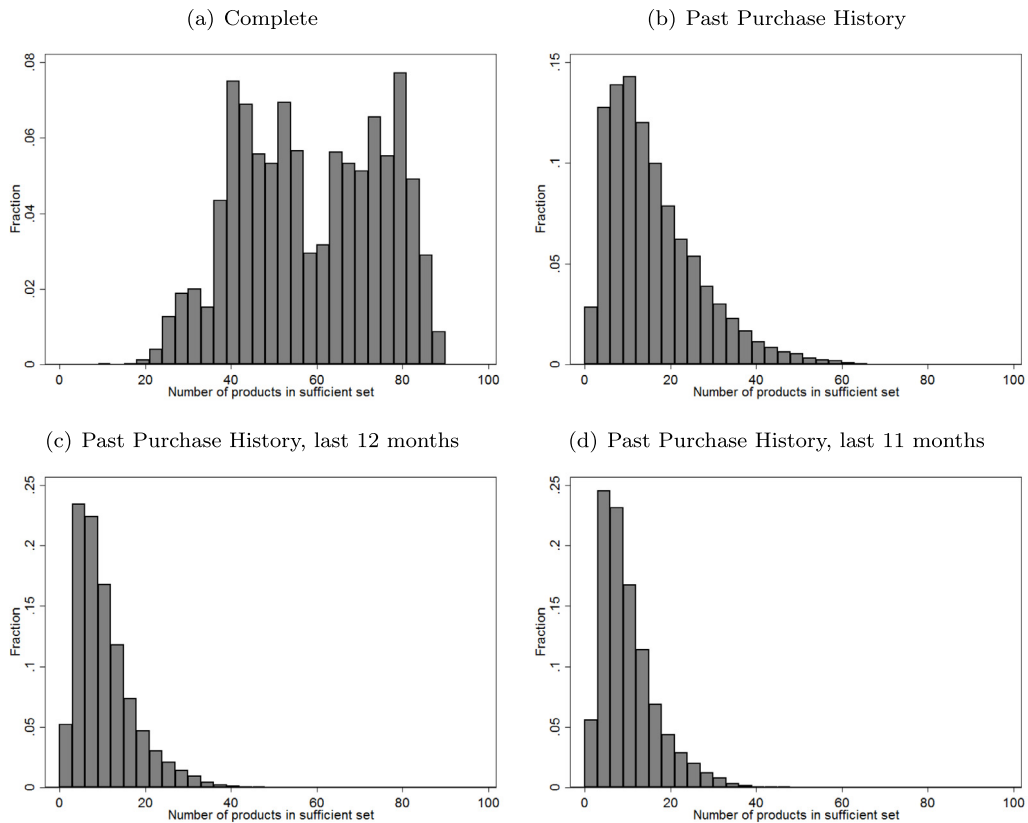 (a) Complete
.08
.06
.04
.02
0
Fraction
0 20 40 60 80 100
Number of products in sufficient set
(b) Past Purchase History
.15
.1
.05
0
Fraction
0 20 40 60 80 100
Number of products in sufficient set
(c) Past Purchase History, last 12 months
.25
.2
.15
.1
.05
0
Fraction
0 20 40 60 80 100
Number of products in sufficient set
(d) Past Purchase History, last 11 months
.25
.2
.15
.1
.05
0
Fraction
0 20 40 60 80 100
Number of products in sufficient set